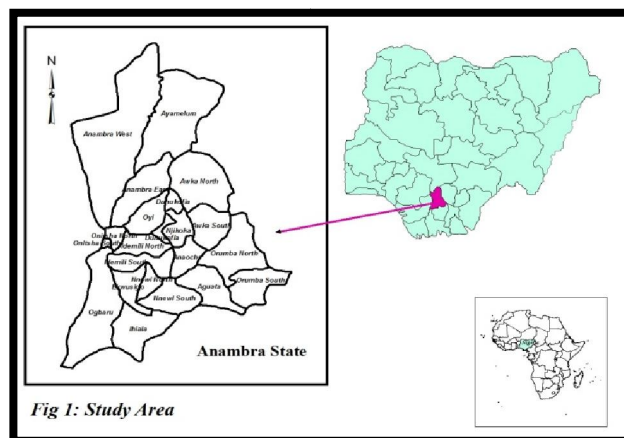 N
Ayamelum
Anambra West
Anambra East
Awka North
Dunukofia
Oyi
Awka South
Njikoka
Onitsha North
Onitsha South
Idemili North
Orumba North
Anaocha
Idemili South
Orumba South
Nnewi North
Aguata
Ekwusigo
Nnewi South
Ogbaru
Ihiala
Anambra State
Fig 1: Study Area